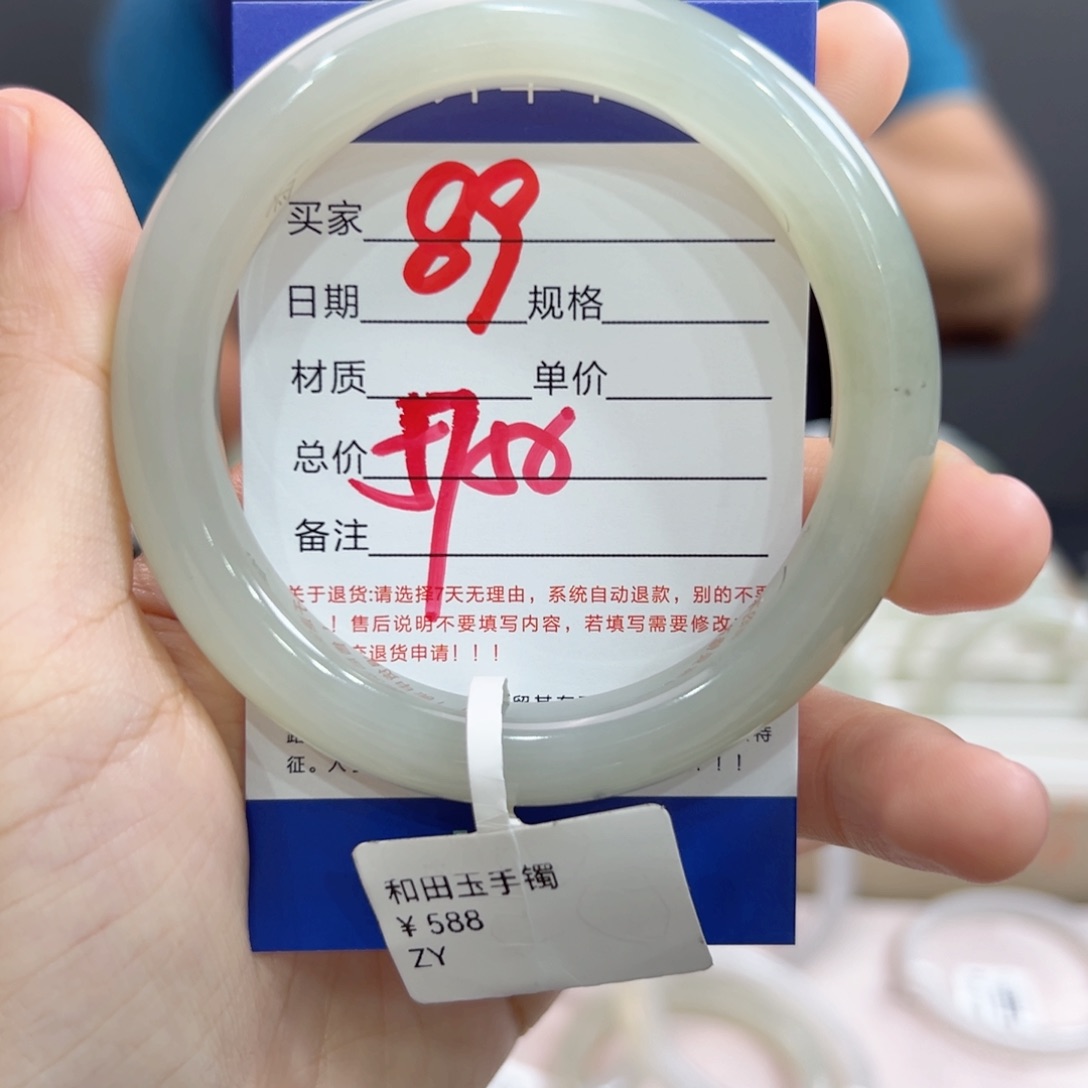 买家 89
日期 规格
材质 单价
总价
备注
关于退货:请选择7天无理由，系统自动退款，别的不要
！售后说明不要填写内容，若填写需要修改
退货申请！！！
征。人
！！
和田玉手镯
¥ 588
ZY